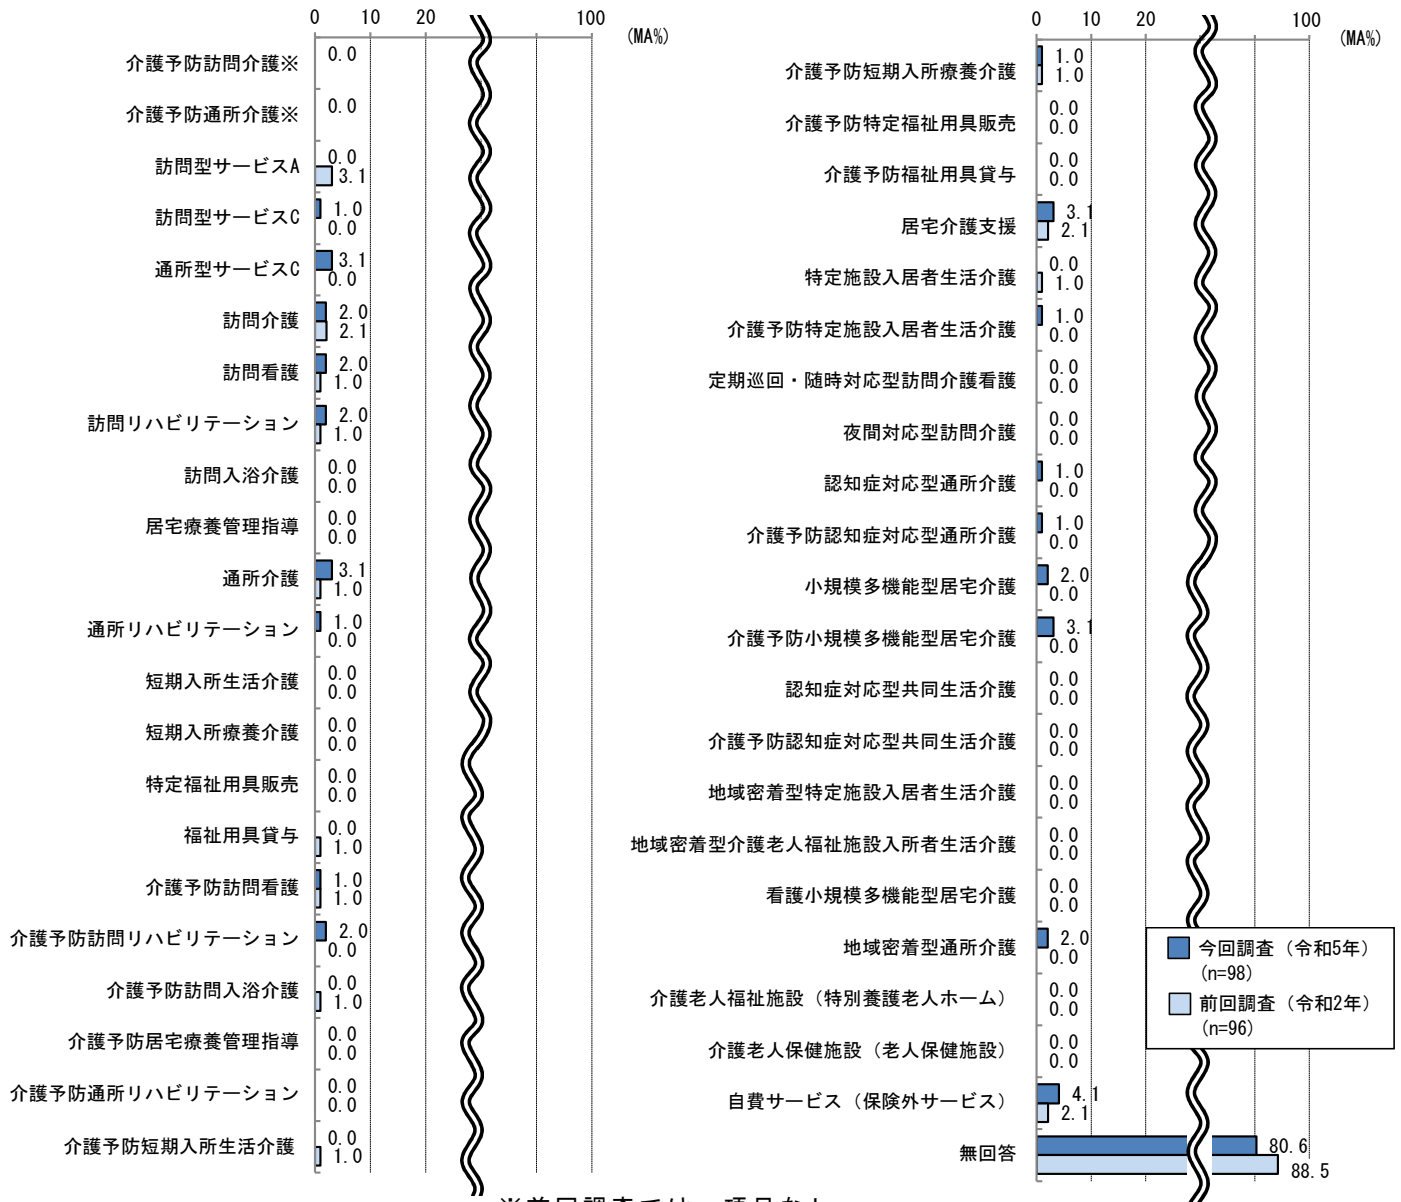 0 10 20 100
(MA%)
介護予防訪問介護※ 0.0
介護予防通所介護※ 0.0
訪問型サービスA 0.0 3.1
訪問型サービスC 1.0 0.0
通所型サービスC 3.1 0.0
訪問介護 2.0 2.1
訪問看護 2.0 1.0
訪問リハビリテーション 2.0 1.0
訪問入浴介護 0.0 0.0
居宅療養管理指導 0.0 0.0
通所介護 3.1 1.0
通所リハビリテーション 1.0 0.0
短期入所生活介護 0.0 0.0
短期入所療養介護 0.0 0.0
特定福祉用具販売 0.0 0.0
福祉用具貸与 0.0 1.0
介護予防訪問看護 1.0 1.0
介護予防訪問リハビリテーション 2.0 0.0
介護予防訪問入浴介護 0.0 1.0
介護予防居宅療養管理指導 0.0 0.0
介護予防通所リハビリテーション 0.0 0.0
介護予防短期入所生活介護 0.0 1.0
0 10 20 100
(MA%)
介護予防短期入所療養介護 1.0 1.0
介護予防特定福祉用具販売 0.0 0.0
介護予防福祉用具貸与 0.0 0.0
居宅介護支援 3.1 2.1
特定施設入居者生活介護 0.0 1.0
介護予防特定施設入居者生活介護 1.0 0.0
定期巡回・随時対応型訪問介護看護 0.0 0.0
夜間対応型訪問介護 0.0 0.0
認知症対応型通所介護 1.0 0.0
介護予防認知症対応型通所介護 1.0 0.0
小規模多機能型居宅介護 2.0 0.0
介護予防小規模多機能型居宅介護 3.1 0.0
認知症対応型共同生活介護 0.0 0.0
介護予防認知症対応型共同生活介護 0.0 0.0
地域密着型特定施設入居者生活介護 0.0 0.0
地域密着型介護老人福祉施設入所者生活介護 0.0 0.0
看護小規模多機能型居宅介護 0.0 0.0
地域密着型通所介護 2.0 0.0
介護老人福祉施設（特別養護老人ホーム） 0.0 0.0
介護老人保健施設（老人保健施設） 0.0 0.0
自費サービス（保険外サービス） 4.1 2.1
無回答 80.6 88.5
今回調査（令和5年）
(n=98)
前回調査（令和2年）
(n=96)
※前回調査では、項目なし